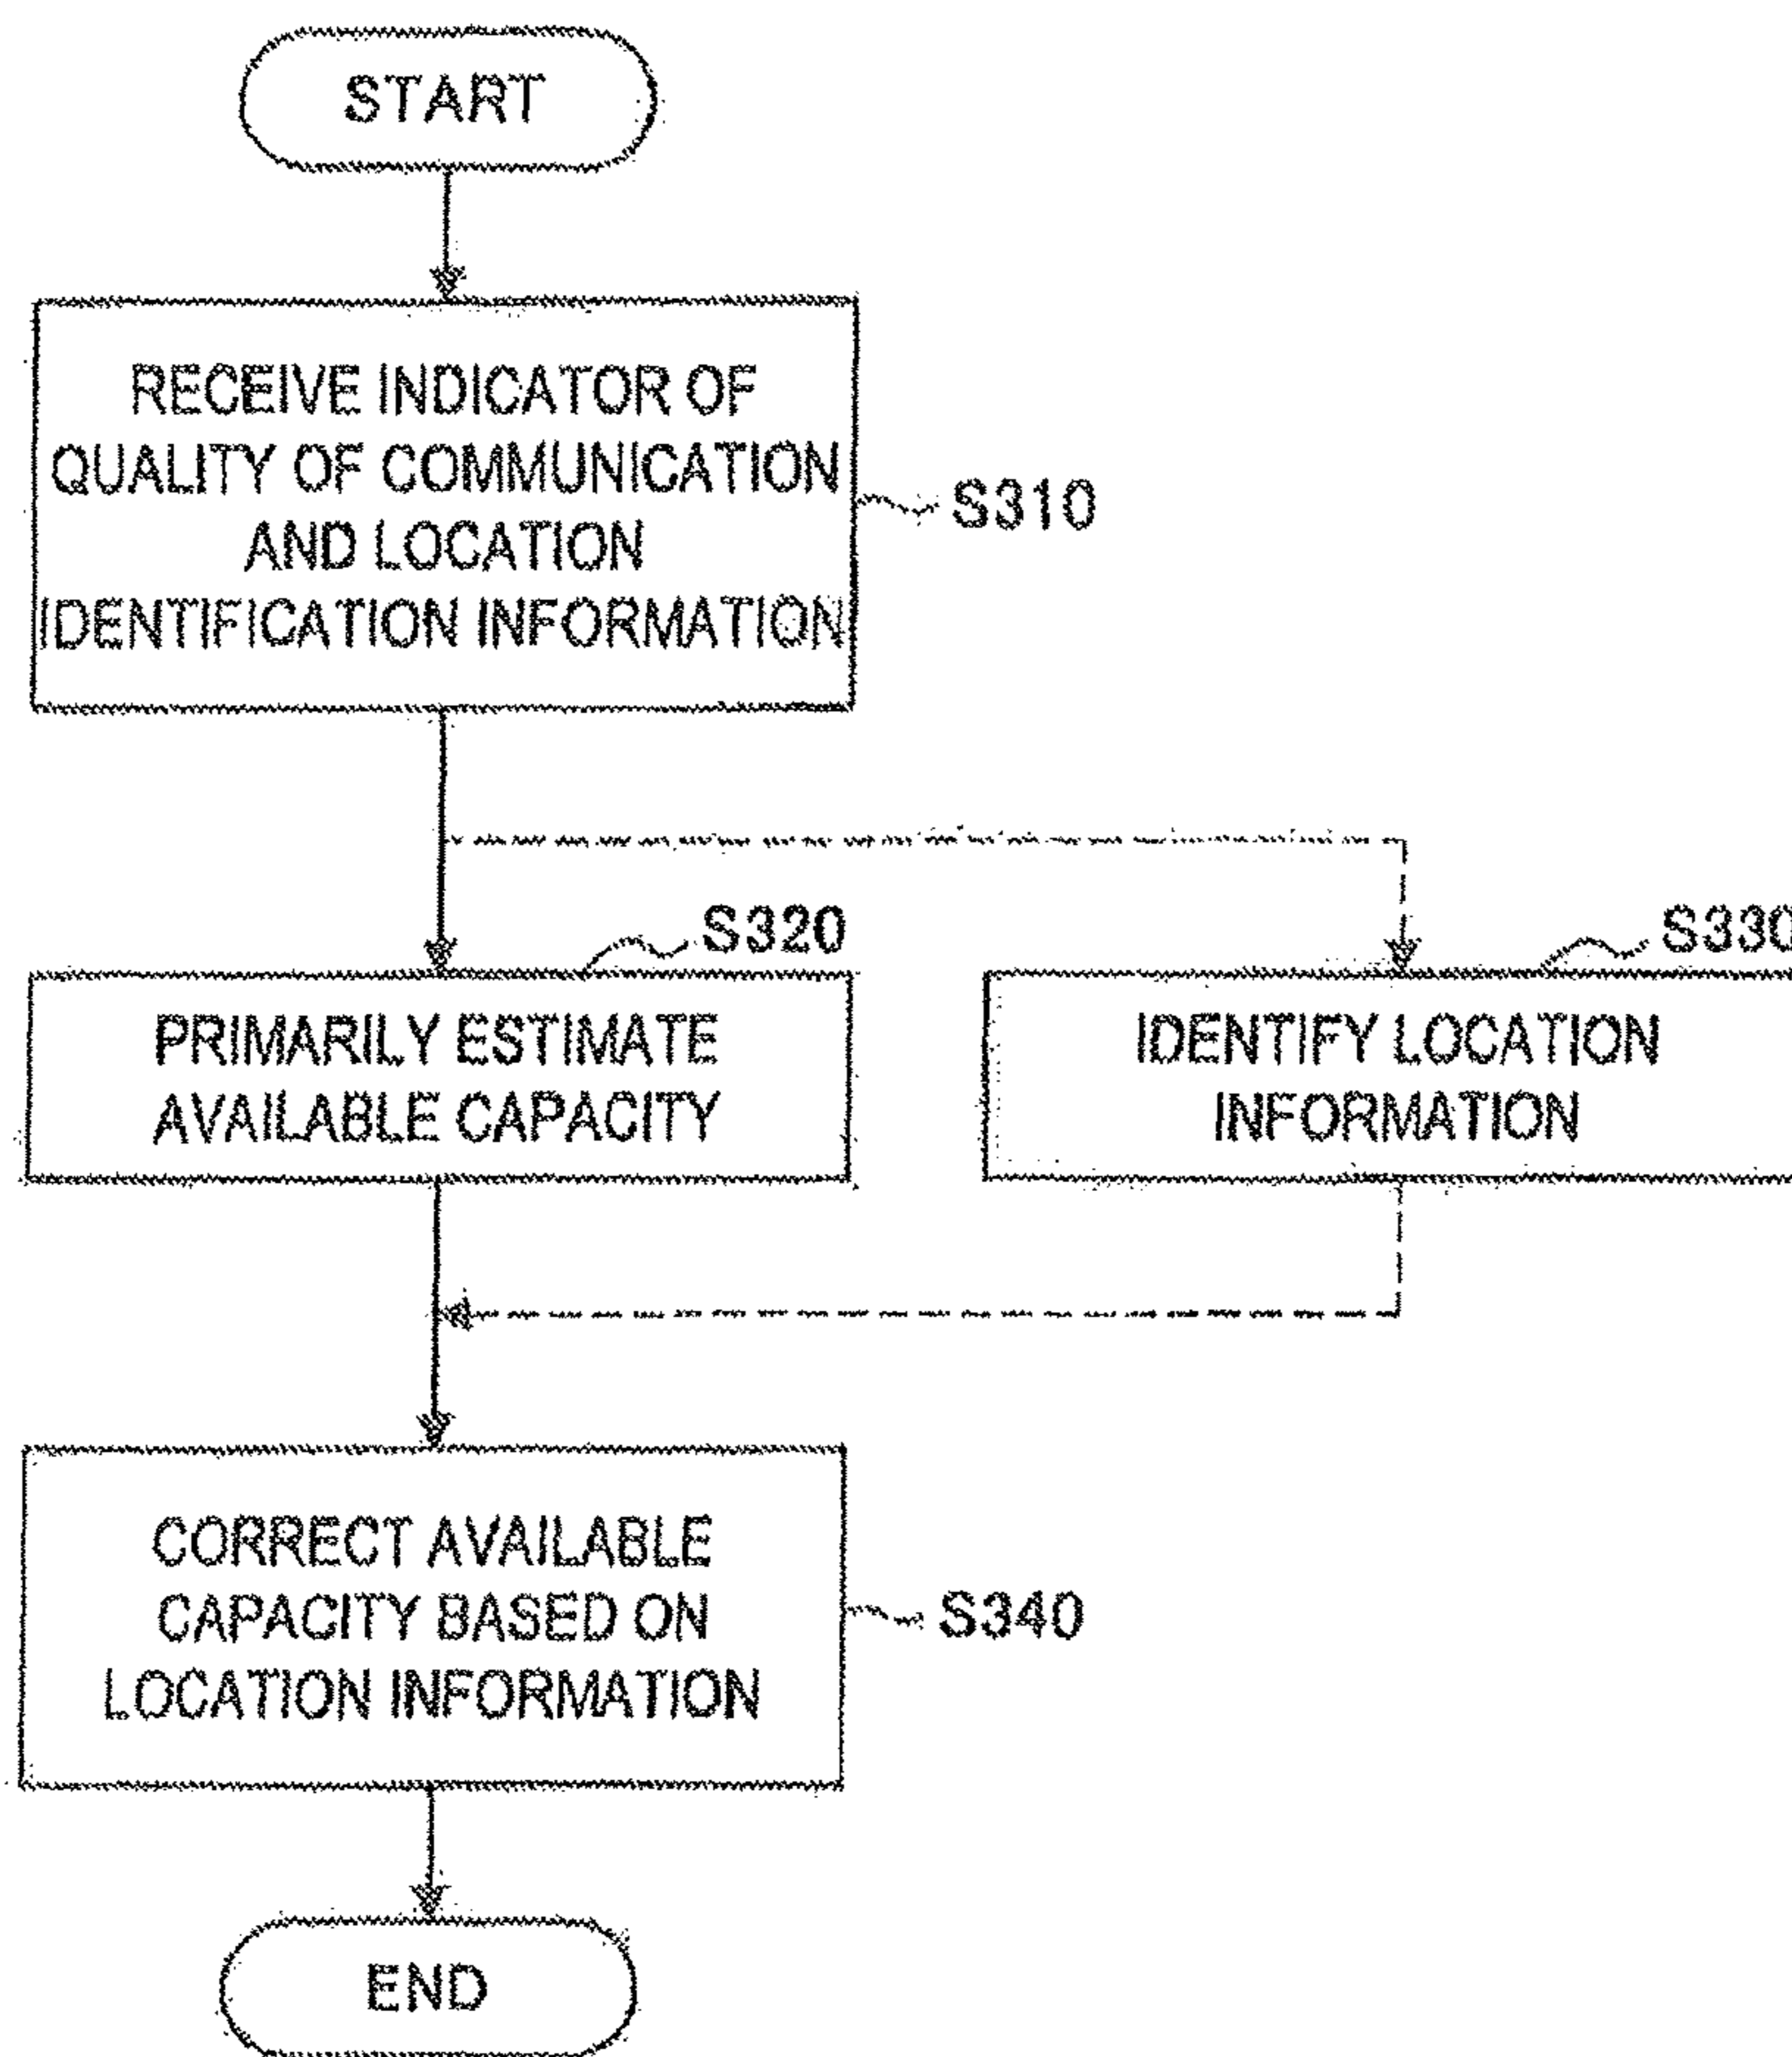 START
RECEIVE INDICATOR OF
QUALITY OF COMMUNICATION
AND LOCATION
IDENTIFICATION INFORMATION
S310
S320
PRIMARILY ESTIMATE
AVAILABLE CAPACITY
S330
IDENTIFY LOCATION
INFORMATION
CORRECT AVAILABLE
CAPACITY BASED ON
LOCATION INFORMATION
S340
END